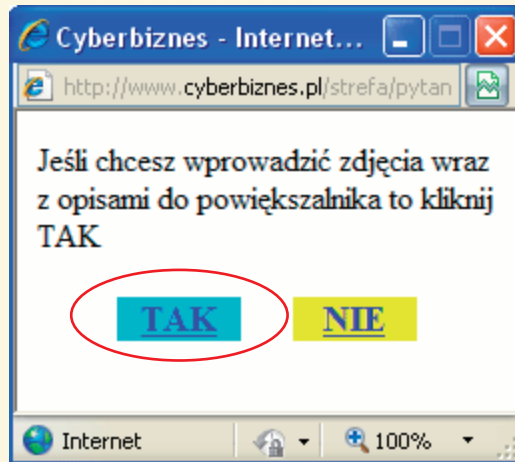 Cyberbiznes - Internet...
http://www.cyberbiznes.pl/strefa/pytan
Jeśli chcesz wprowadzić zdjęcia wraz
z opisami do powiększalnika to kliknij
TAK
TAK NIE
Internet 100%